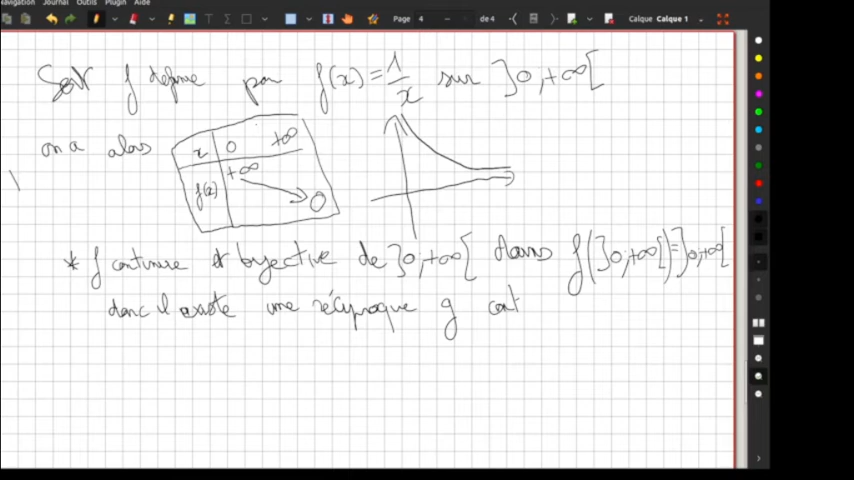 Navigation Journal Outils Plugin Aide
Page 4 de 4 Calque Calque 1
Soit f définie par f(x) = 1/x sur ]0;+∞[
on a alors
x 0 +∞
f(x) +∞ 0
* f continue et bijective de ]0;+∞[ dans f(]0;+∞[)=]0;+∞[
donc il existe une réciproque g cont